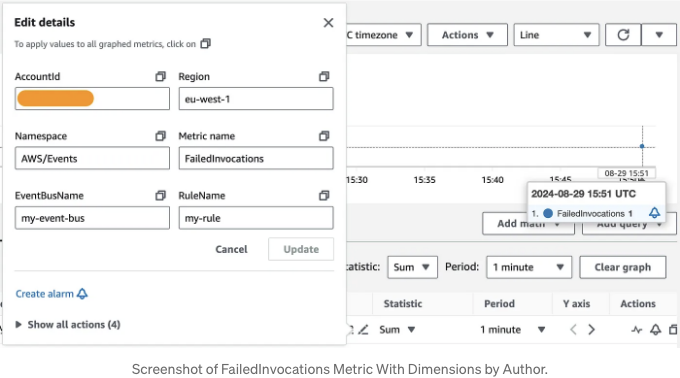 Edit details
To apply values to all graphed metrics, click on
AccountId
Region
eu-west-1
Namespace
Metric name
AWS/Events
FailedInvocations
EventBusName
RuleName
my-event-bus
my-rule
Cancel
Update
Create alarm
Show all actions (4)
C timezone
Actions
Line
08-29 15:51
15:30
15:35
15:40
15:45
2024-08-29 15:51 UTC
1. FailedInvocations 1
Add math
Add query
atistic: Sum
Period: 1 minute
Clear graph
Statistic
Period
Y axis
Actions
Sum
1 minute
Screenshot of FailedInvocations Metric With Dimensions by Author.